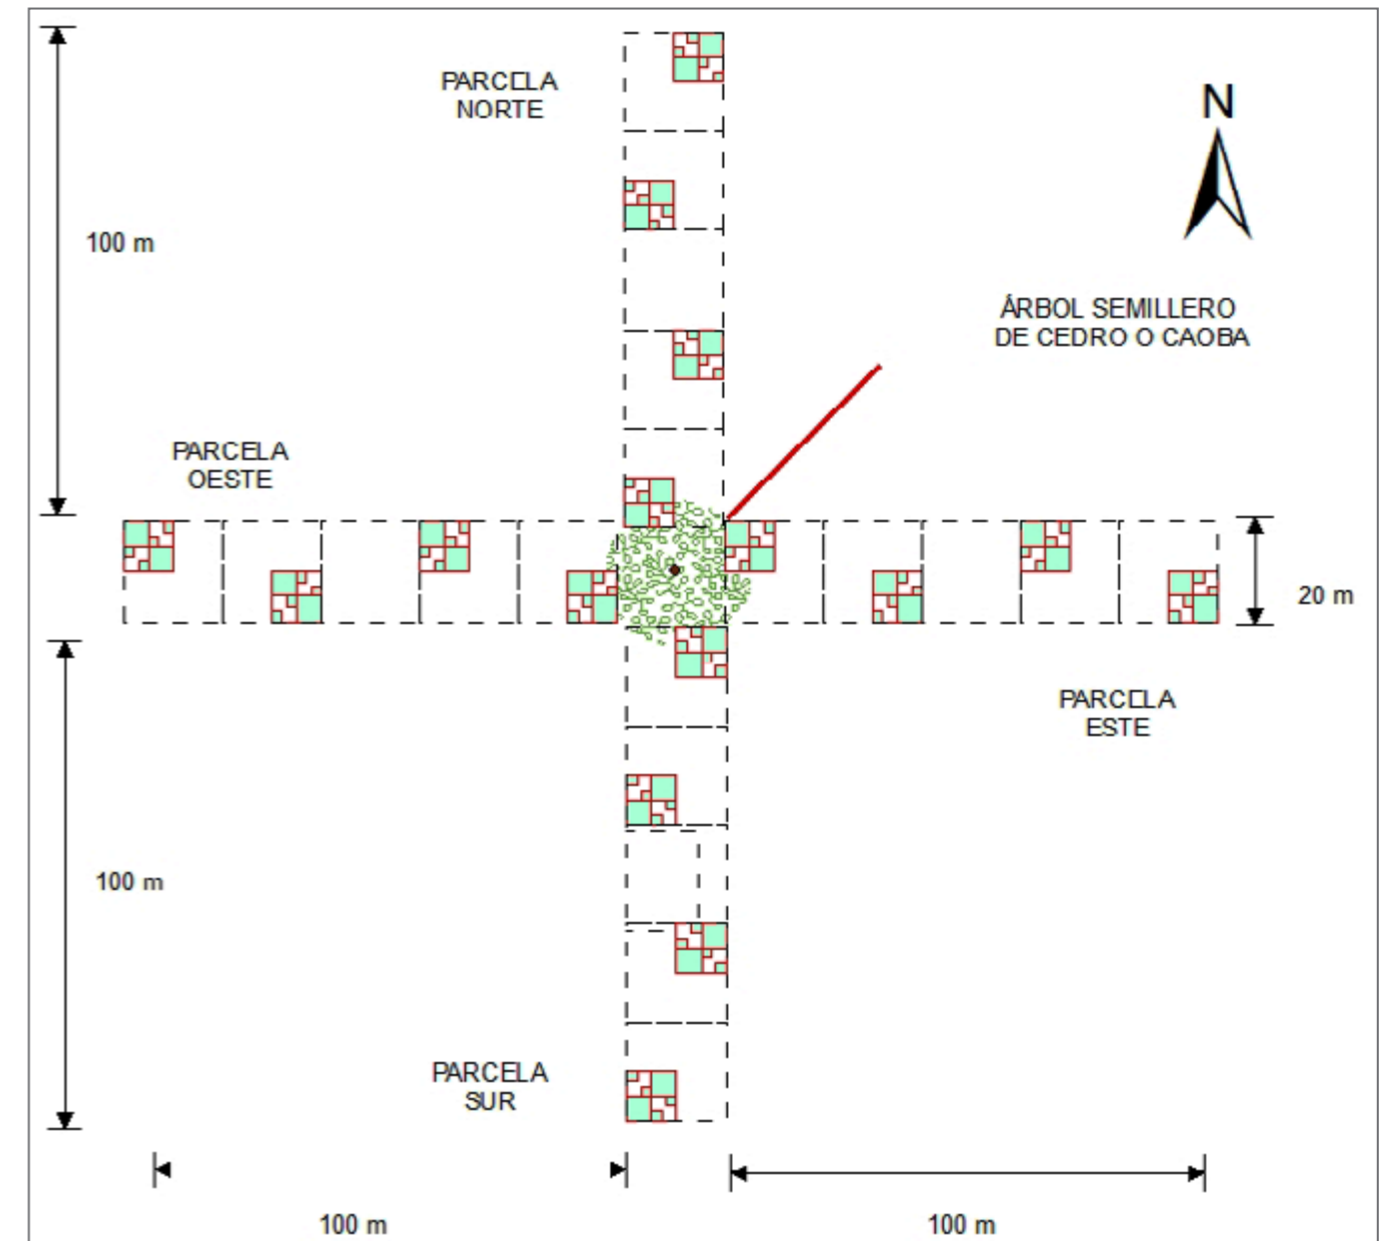 PARCELA
NORTE
N
100 m
ÁRBOL SEMILLERO
DE CEDRO O CAOBA
PARCELA
OESTE
20 m
PARCELA
ESTE
100 m
PARCELA
SUR
100 m
100 m